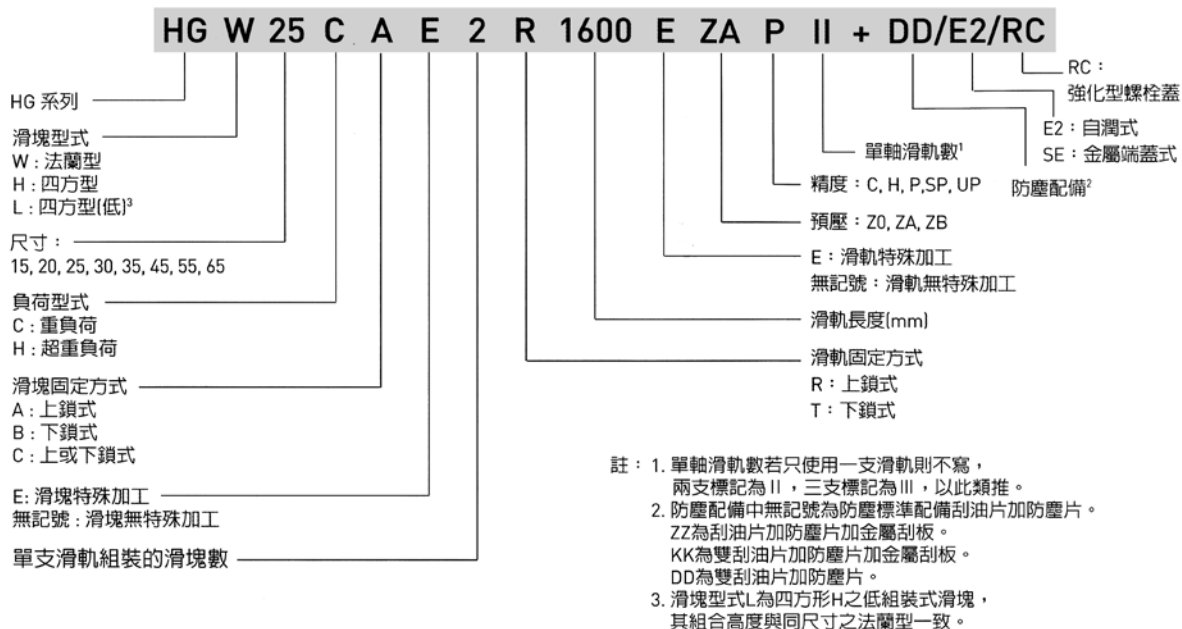 HG W 25 C A E 2 R 1600 E ZA P II + DD/E2/RC
HG 系列
滑塊型式
W : 法蘭型
H : 四方型
L : 四方型(低)³
尺寸：
15, 20, 25, 30, 35, 45, 55, 65
負荷型式
C : 重負荷
H : 超重負荷
滑塊固定方式
A : 上鎖式
B : 下鎖式
C : 上或下鎖式
E: 滑塊特殊加工
無記號 : 滑塊無特殊加工
單支滑軌組裝的滑塊數
RC：
強化型螺栓蓋
E2：自潤式
SE：金屬端蓋式
防塵配備²
單軸滑軌數¹
精度：C, H, P,SP, UP
預壓：Z0, ZA, ZB
E：滑軌特殊加工
無記號：滑軌無特殊加工
滑軌長度(mm)
滑軌固定方式
R：上鎖式
T：下鎖式
註：1. 單軸滑軌數若只使用一支滑軌則不寫，
兩支標記為II，三支標記為III，以此類推。
2. 防塵配備中無記號為防塵標準配備刮油片加防塵片。
ZZ為刮油片加防塵片加金屬刮板。
KK為雙刮油片加防塵片加金屬刮板。
DD為雙刮油片加防塵片。
3. 滑塊型式L為四方形H之低組裝式滑塊，
其組合高度與同尺寸之法蘭型一致。